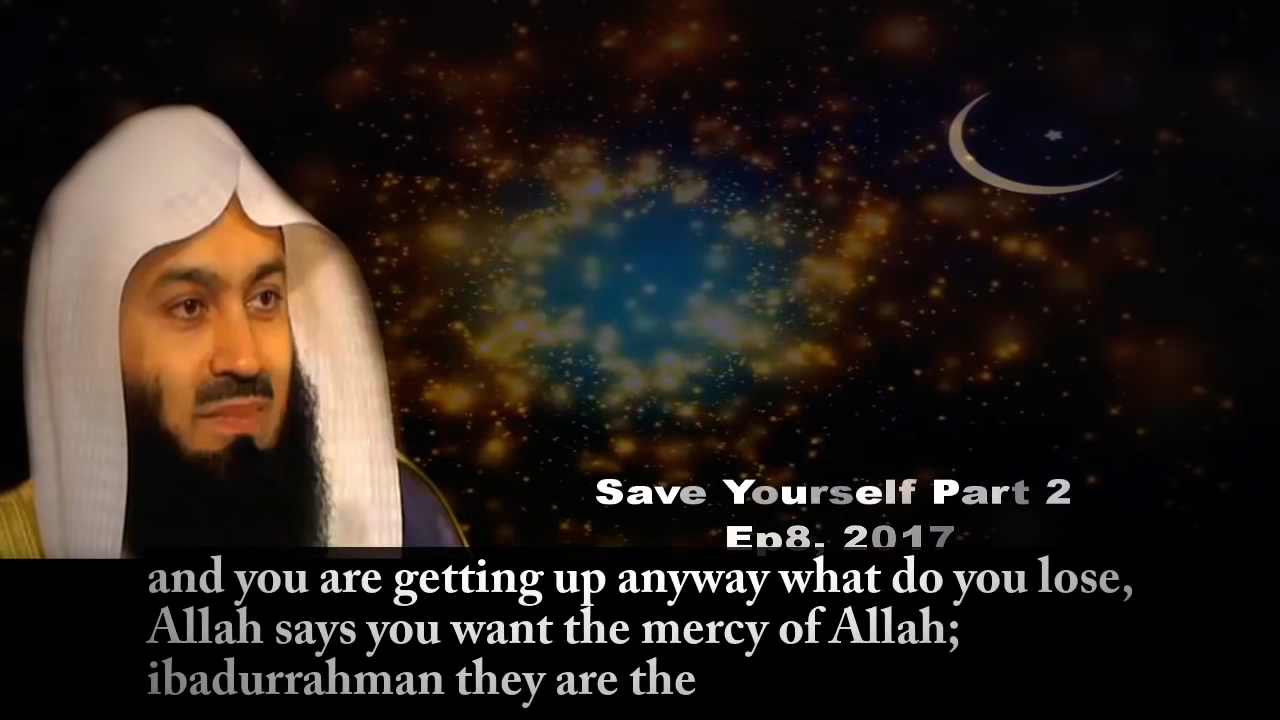 Save Yourself Part 2
Ep8, 2017
and you are getting up anyway what do you lose,
Allah says you want the mercy of Allah;
ibadurrahman they are the